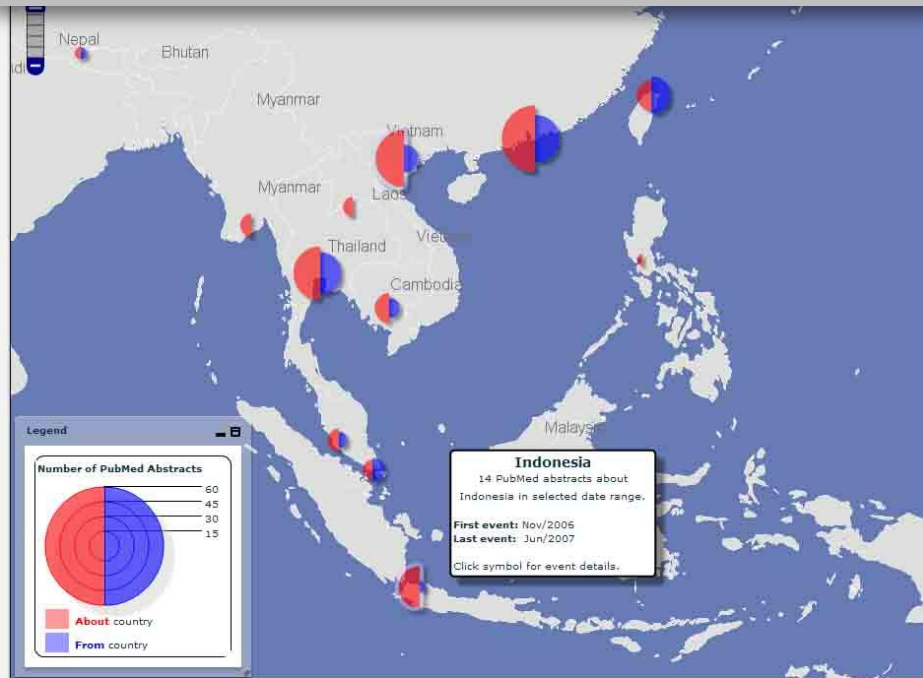 Nepal
Bhutan
Myanmar
Vietnam
Myanmar
Laos
Thailand
Cambodia
Malaysia
Legend
Number of PubMed Abstracts
60
45
30
15
About country
From country
Indonesia
14 PubMed abstracts about
Indonesia in selected date range.
First event: Nov/2006
Last event: Jun/2007
Click symbol for event details.